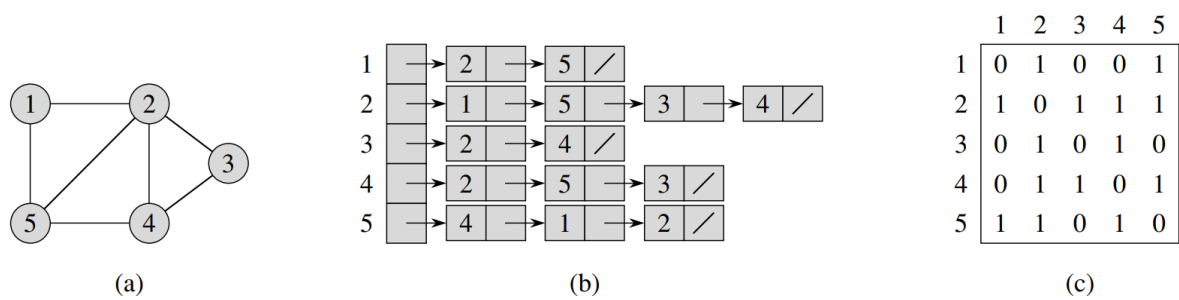 1 2 3 4 5
1 2 5 / 1 0 1 0 0 1
1 2 2 1 5 3 4 / 2 1 0 1 1 1
3 3 2 4 / 3 0 1 0 1 0
5 4 4 2 5 3 / 4 0 1 1 0 1
5 4 1 2 / 5 1 1 0 1 0
(a) (b) (c)